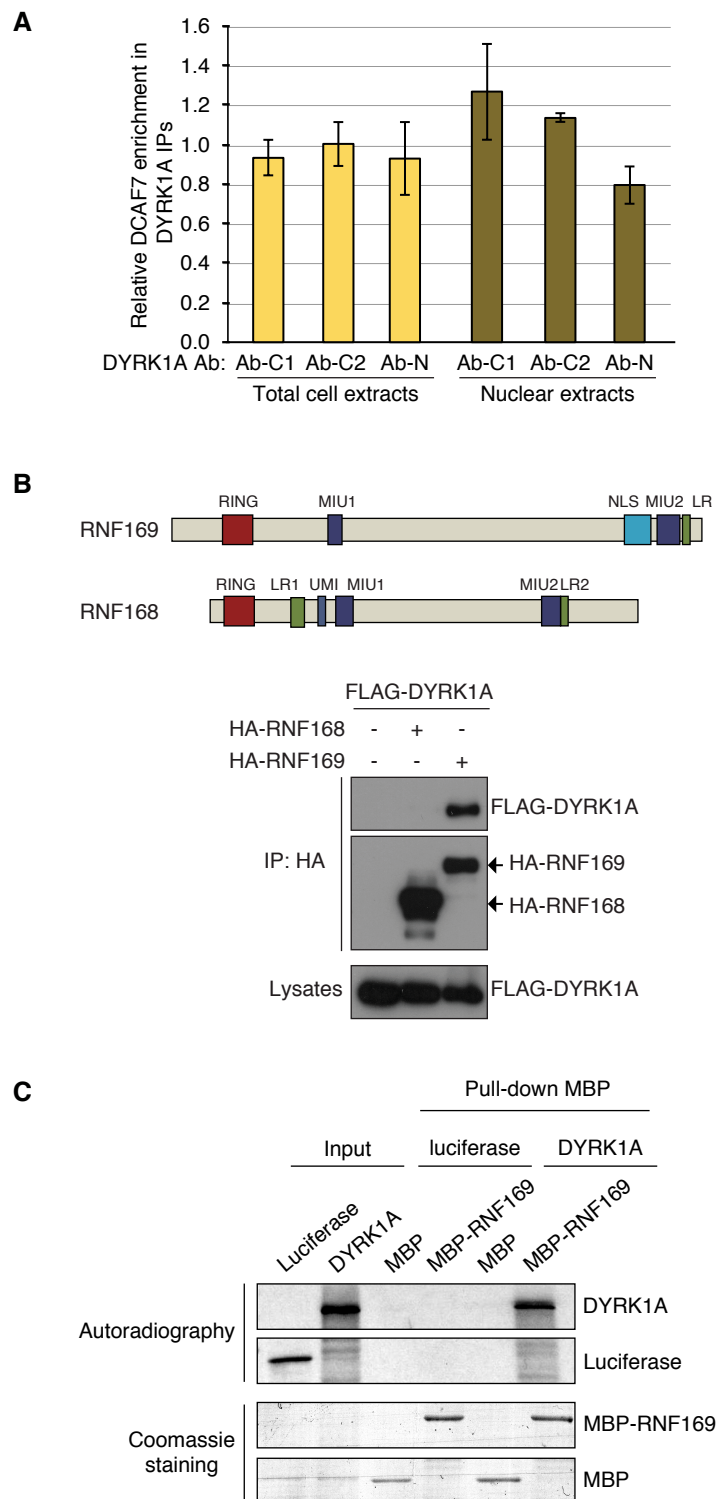 A
Relative DCAF7 enrichment in
DYRK1A IPs
1.6
1.4
1.2
1.0
0.8
0.6
0.4
0.2
0.0
DYRK1A Ab: Ab-C1 Ab-C2 Ab-N Ab-C1 Ab-C2 Ab-N
Total cell extracts Nuclear extracts
B
RING MIU1 NLS MIU2 LR
RNF169
RING LR1 UMI MIU1 MIU2 LR2
RNF168
FLAG-DYRK1A
HA-RNF168 - + -
HA-RNF169 - - +
FLAG-DYRK1A
IP: HA
HA-RNF169
HA-RNF168
Lysates FLAG-DYRK1A
C
Pull-down MBP
Input luciferase DYRK1A
Luciferase DYRK1A MBP MBP-RNF169 MBP MBP-RNF169
Autoradiography
DYRK1A
Luciferase
Coomassie
staining
MBP-RNF169
MBP